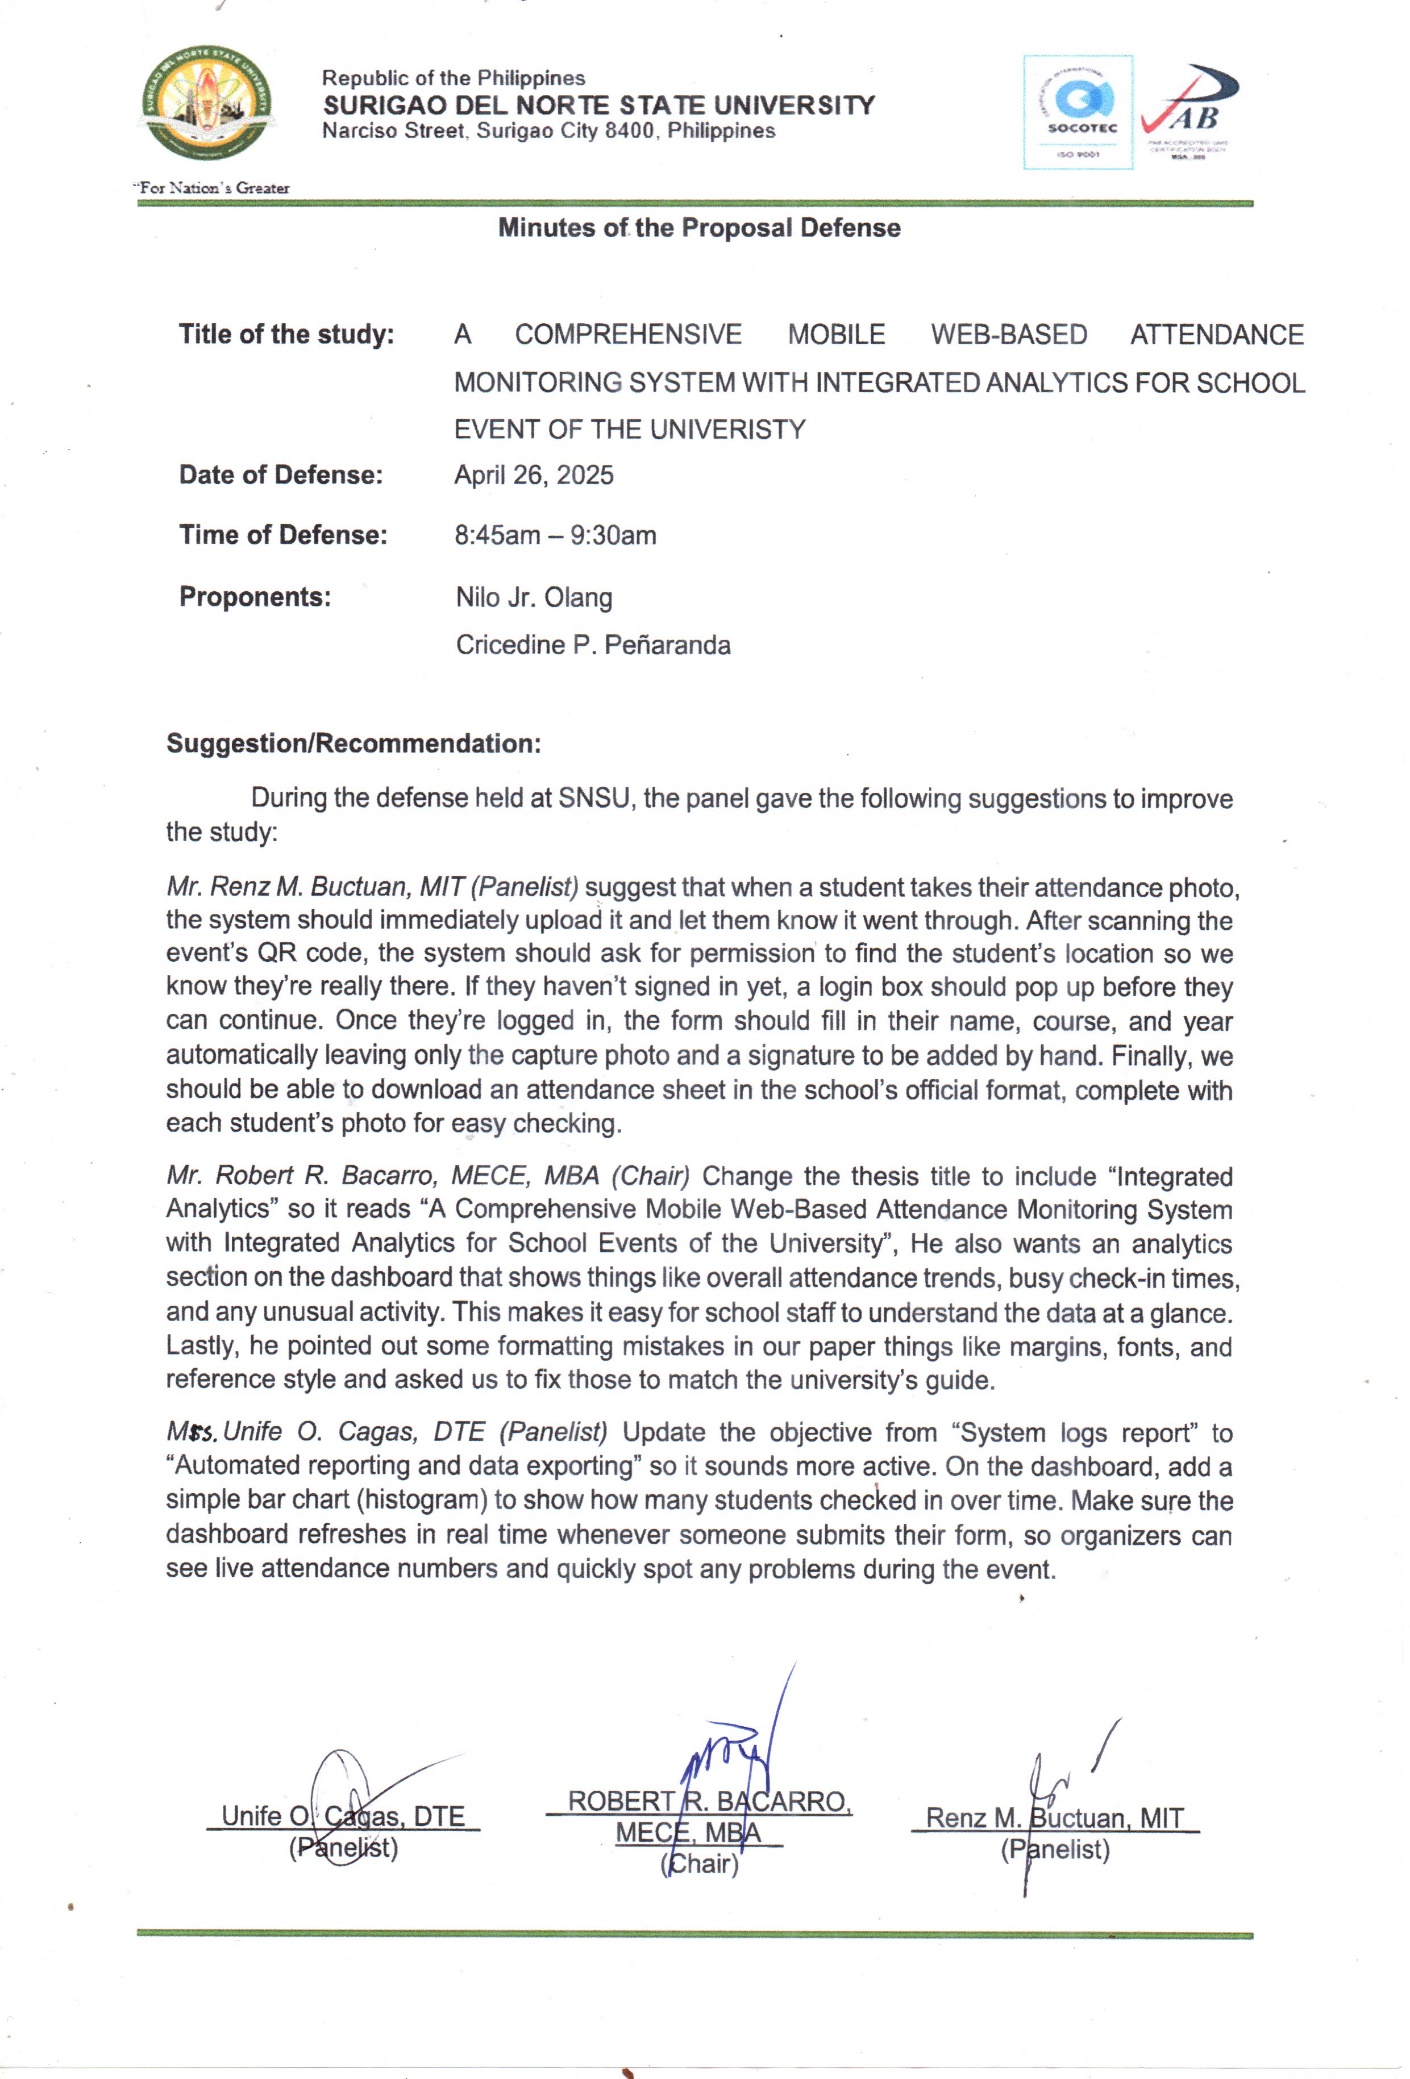 Republic of the Philippines
SURIGAO DEL NORTE STATE UNIVERSITY
Narciso Street, Surigao City 8400, Philippines
SURIGAO DEL NORTE STATE UNIVERSITY
CERTIFICATION INTERNATIONAL
SOCOTEC
ISO 9001
PAB
PAB ACCREDITED
CERTIFICATION BODY
"For Nation's Greater
Minutes of the Proposal Defense
Title of the study: A COMPREHENSIVE MOBILE WEB-BASED ATTENDANCE
MONITORING SYSTEM WITH INTEGRATED ANALYTICS FOR SCHOOL
EVENT OF THE UNIVERISTY
Date of Defense: April 26, 2025
Time of Defense: 8:45am – 9:30am
Proponents: Nilo Jr. Olang
Cricedine P. Peñaranda
Suggestion/Recommendation:
During the defense held at SNSU, the panel gave the following suggestions to improve
the study:
Mr. Renz M. Buctuan, MIT (Panelist) suggest that when a student takes their attendance photo,
the system should immediately upload it and let them know it went through. After scanning the
event's QR code, the system should ask for permission to find the student's location so we
know they're really there. If they haven't signed in yet, a login box should pop up before they
can continue. Once they're logged in, the form should fill in their name, course, and year
automatically leaving only the capture photo and a signature to be added by hand. Finally, we
should be able to download an attendance sheet in the school's official format, complete with
each student's photo for easy checking.
Mr. Robert R. Bacarro, MECE, MBA (Chair) Change the thesis title to include “Integrated
Analytics” so it reads “A Comprehensive Mobile Web-Based Attendance Monitoring System
with Integrated Analytics for School Events of the University”, He also wants an analytics
section on the dashboard that shows things like overall attendance trends, busy check-in times,
and any unusual activity. This makes it easy for school staff to understand the data at a glance.
Lastly, he pointed out some formatting mistakes in our paper things like margins, fonts, and
reference style and asked us to fix those to match the university's guide.
Mrs. Unife O. Cagas, DTE (Panelist) Update the objective from “System logs report” to
“Automated reporting and data exporting” so it sounds more active. On the dashboard, add a
simple bar chart (histogram) to show how many students checked in over time. Make sure the
dashboard refreshes in real time whenever someone submits their form, so organizers can
see live attendance numbers and quickly spot any problems during the event.
Unife O. Cagas, DTE
(Panelist)
ROBERT R. BACARRO,
MECE, MBA
(Chair)
Renz M. Buctuan, MIT
(Panelist)